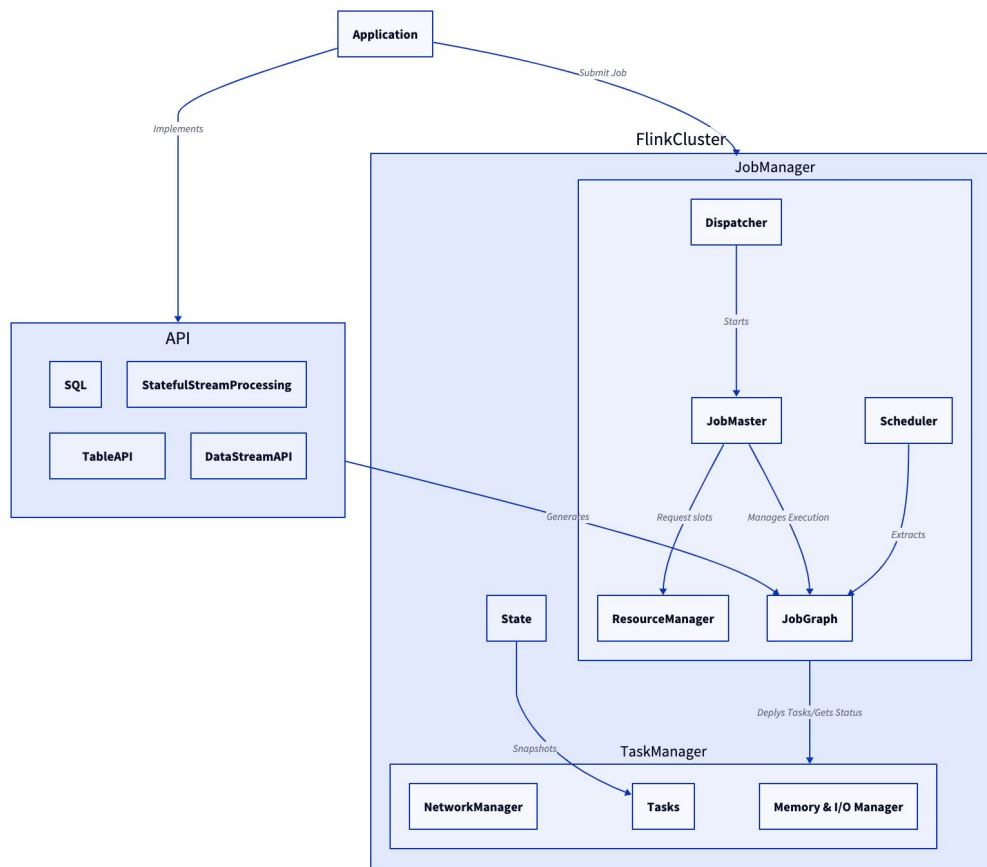 Application
Submit Job
Implements
FlinkCluster
JobManager
Dispatcher
Starts
API
SQL
StatefulStreamProcessing
TableAPI
DataStreamAPI
JobMaster
Scheduler
Generates
Request slots
Manages Execution
Extracts
State
ResourceManager
JobGraph
Deplys Tasks/Gets Status
Snapshots
TaskManager
NetworkManager
Tasks
Memory & I/O Manager